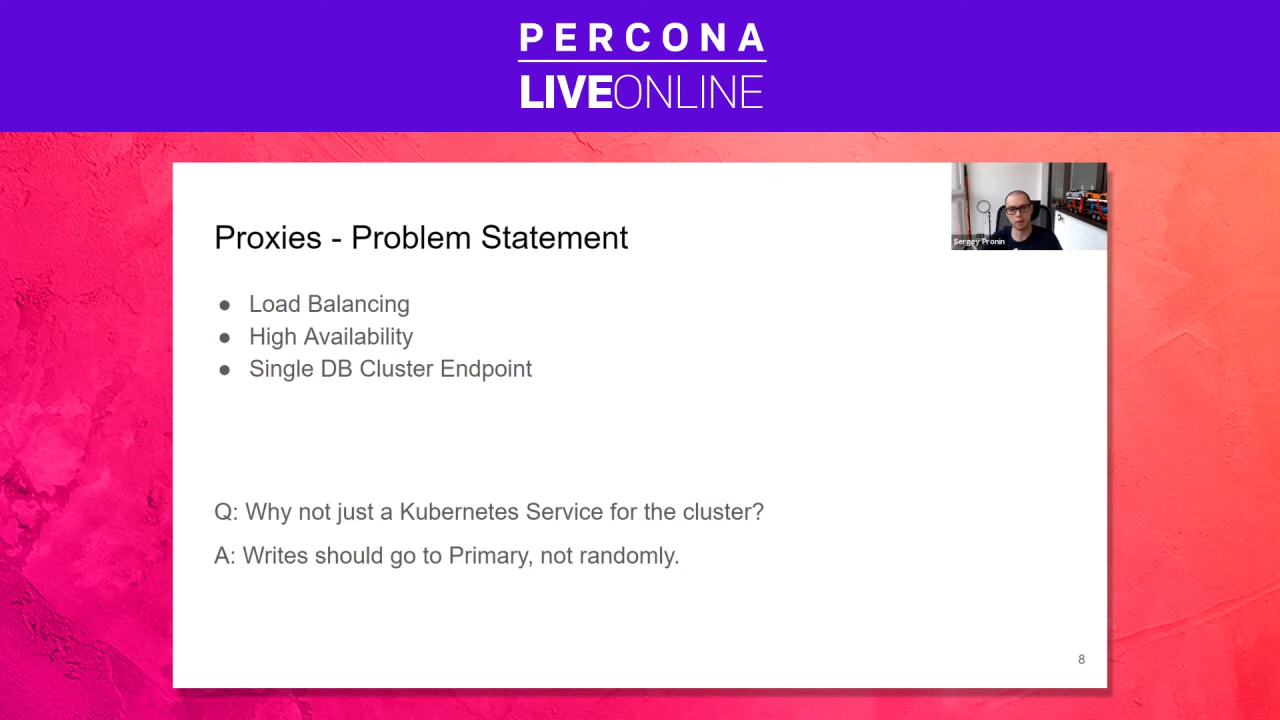 PERCONA
LIVEONLINE
Sergey Pronin
Proxies - Problem Statement
● Load Balancing
● High Availability
● Single DB Cluster Endpoint
Q: Why not just a Kubernetes Service for the cluster?
A: Writes should go to Primary, not randomly.
8